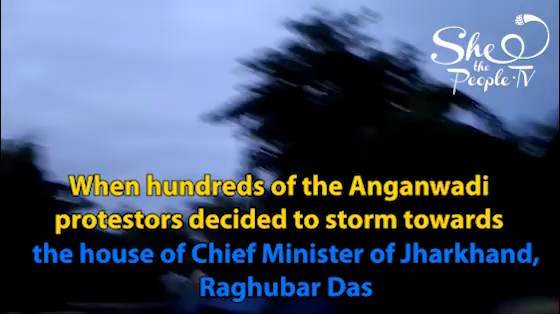 She
the
People.TV
When hundreds of the Anganwadi
protestors decided to storm towards
the house of Chief Minister of Jharkhand,
Raghubar Das